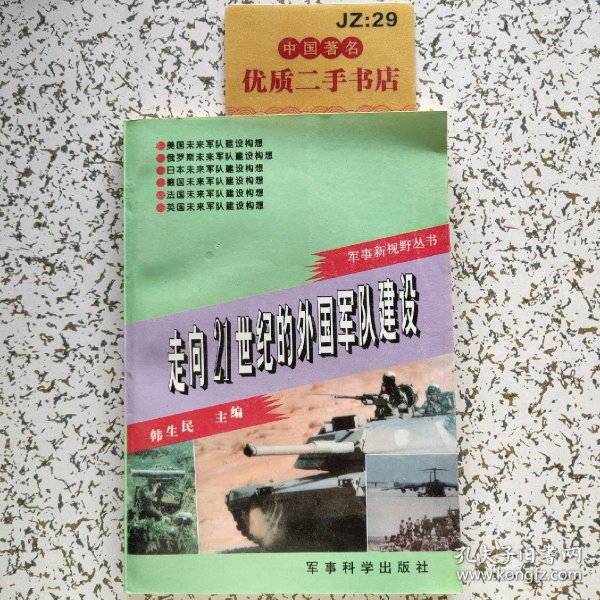 JZ:29
中国著名
优质二手书店
美国未来军队建设构想
俄罗斯未来军队建设构想
日本未来军队建设构想
德国未来军队建设构想
法国未来军队建设构想
英国未来军队建设构想
军事新视野丛书
走向21世纪的外国军队建设
韩生民 主编
军事科学出版社
孔夫子旧书网
www.kongfz.com